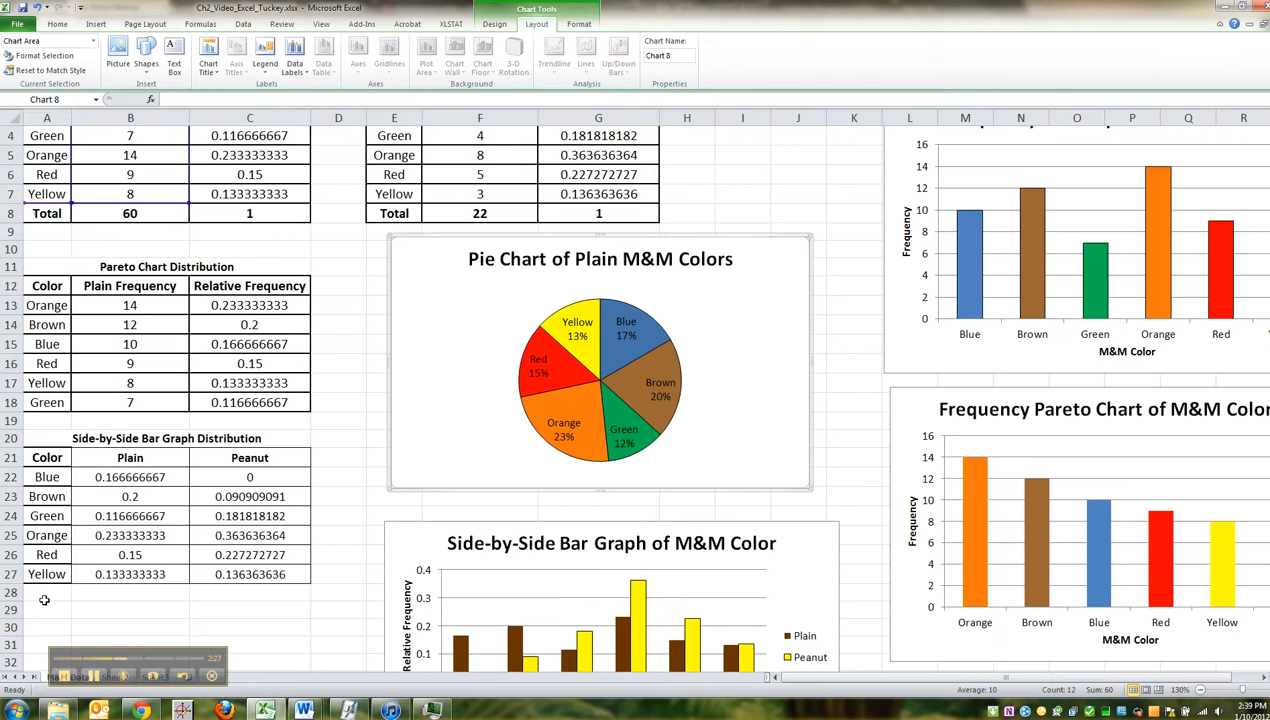 Ch2_Video_Excel_Tuckey.xlsx - Microsoft Excel
Chart Tools
File Home Insert Page Layout Formulas Data Review View Add-Ins Acrobat XLSTAT Design Layout Format
Chart Area
Format Selection
Reset to Match Style
Current Selection
Picture Shapes Text Box
Insert
Chart Title Axis Titles Legend Data Labels Data Table
Labels
Axes Gridlines
Axes
Plot Area Chart Wall Chart Floor 3-D Rotation
Background
Trendline Lines Up/Down Bars
Analysis
Chart Name:
Chart 8
Properties
Chart 8 fx
A B C D E F G H I J K L M N O P Q R
4 Green 7 0.116666667 Green 4 0.181818182
5 Orange 14 0.233333333 Orange 8 0.363636364
6 Red 9 0.15 Red 5 0.227272727
7 Yellow 8 0.133333333 Yellow 3 0.136363636
8 Total 60 1 Total 22 1
9
10
11 Pareto Chart Distribution
12 Color Plain Frequency Relative Frequency
13 Orange 14 0.233333333
14 Brown 12 0.2
15 Blue 10 0.166666667
16 Red 9 0.15
17 Yellow 8 0.133333333
18 Green 7 0.116666667
19
20 Side-by-Side Bar Graph Distribution
21 Color Plain Peanut
22 Blue 0.166666667 0
23 Brown 0.2 0.090909091
24 Green 0.116666667 0.181818182
25 Orange 0.233333333 0.363636364
26 Red 0.15 0.227272727
27 Yellow 0.133333333 0.136363636
28
29
30
31
32
Pie Chart of Plain M&M Colors
Yellow 13%
Blue 17%
Red 15%
Brown 20%
Orange 23%
Green 12%
Side-by-Side Bar Graph of M&M Color
Relative Frequency
0.4
0.3
0.2
0.1
Plain
Peanut
16
14
12
10
8
6
4
2
0
Frequency
Blue Brown Green Orange Red
M&M Color
Frequency Pareto Chart of M&M Color
16
14
12
10
8
6
4
2
0
Frequency
Orange Brown Blue Red Yellow
M&M Color
2:27
M&M Data
Ready
Average: 10 Count: 12 Sum: 60 130%
2:39 PM